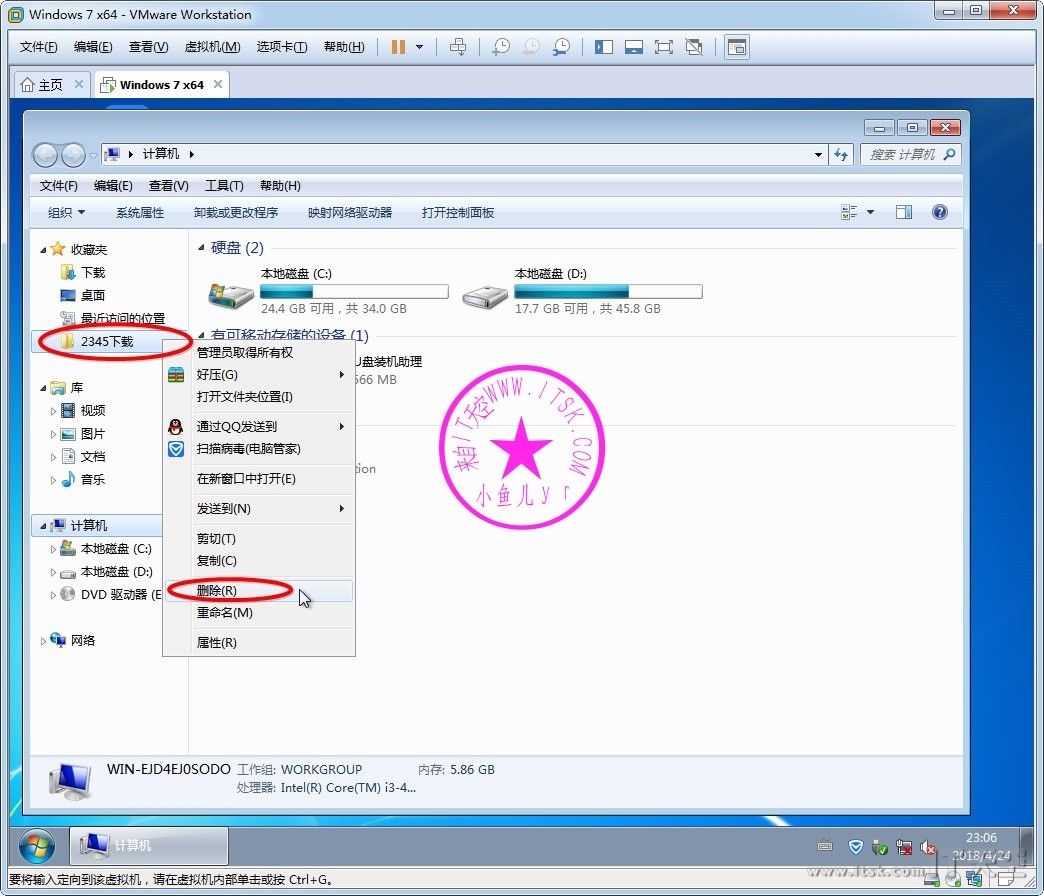 Windows 7 x64 - VMware Workstation
文件(F) 编辑(E) 查看(V) 虚拟机(M) 选项卡(T) 帮助(H)
主页 Windows 7 x64
计算机 搜索 计算机
文件(F) 编辑(E) 查看(V) 工具(T) 帮助(H)
组织 系统属性 卸载或更改程序 映射网络驱动器 打开控制面板
收藏夹
下载
桌面
最近访问的位置
2345下载
库
视频
图片
文档
音乐
计算机
本地磁盘 (C:)
本地磁盘 (D:)
DVD 驱动器 (E
网络
硬盘 (2)
本地磁盘 (C:)
24.4 GB 可用，共 34.0 GB
本地磁盘 (D:)
17.7 GB 可用，共 45.8 GB
有可移动存储的设备 (1)
U盘装机助理
566 MB
tion
管理员取得所有权
好压(G)
打开文件夹位置(I)
通过QQ发送到
扫描病毒(电脑管家)
在新窗口中打开(E)
发送到(N)
剪切(T)
复制(C)
删除(R)
重命名(M)
属性(R)
来自IT天空WWW.ITSK.COM
小鱼儿yr
WIN-EJD4EJ0SODO 工作组: WORKGROUP 内存: 5.86 GB
处理器: Intel(R) Core(TM) i3-4...
计算机
23:06
2018/4/24
www.itsk.com IT天空
要将输入定向到该虚拟机，请在虚拟机内部单击或按 Ctrl+G。